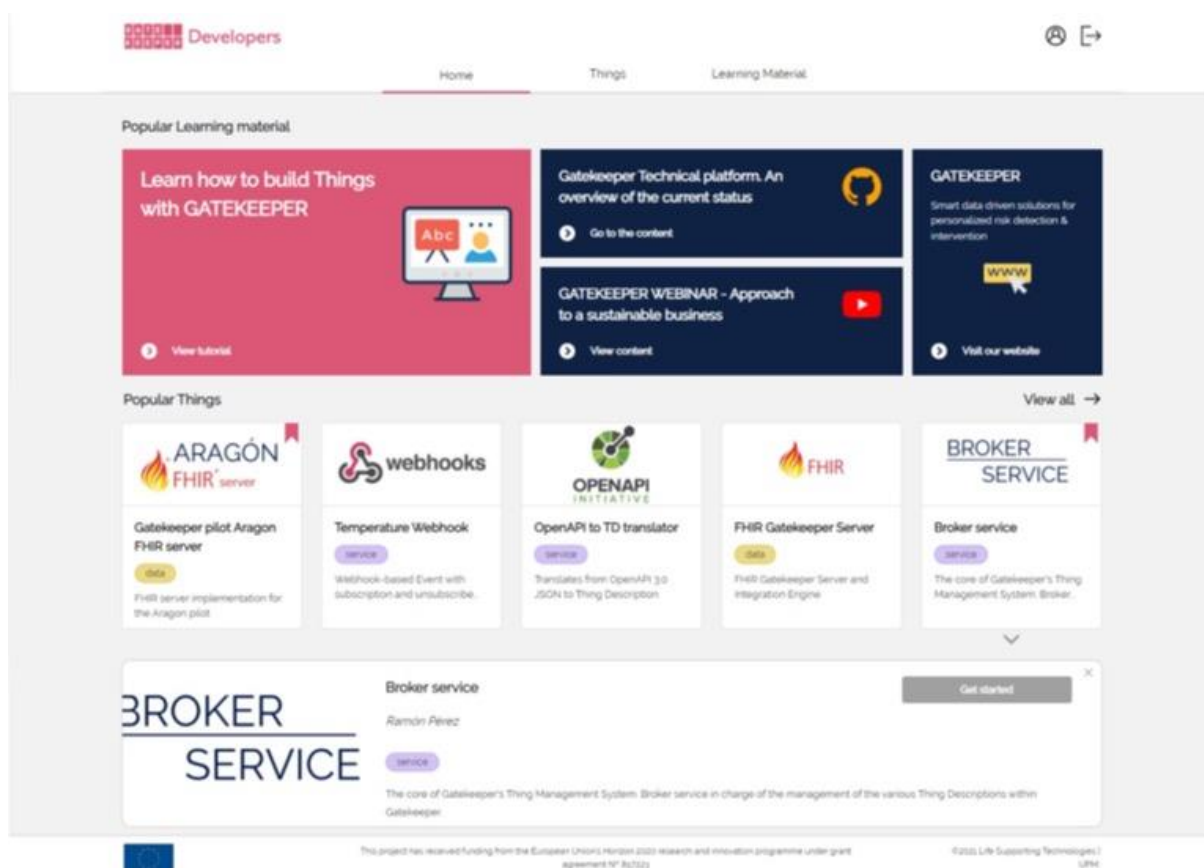 GATE
KEEPER
Developers
Home
Things
Learning Material
Popular Learning material
Learn how to build Things
with GATEKEEPER
Abc
View tutorial
Gatekeeper Technical platform. An
overview of the current status
Go to the content
GATEKEEPER WEBINAR - Approach
to a sustainable business
View content
GATEKEEPER
Smart data driven solutions for
personalized risk detection &
intervention
WWW
Visit our website
Popular Things
View all →
ARAGÓN
FHIR® server
Gatekeeper pilot Aragon
FHIR server
data
FHIR server implementation for
the Aragon pilot
webhooks
Temperature Webhook
service
Webhook-based Event with
subscription and unsubscribe...
OPENAPI
INITIATIVE
OpenAPI to TD translator
service
Translates from OpenAPI 3.0
JSON to Thing Description
FHIR
FHIR Gatekeeper Server
data
FHIR Gatekeeper Server and
Integration Engine
BROKER
SERVICE
Broker service
service
The core of Gatekeeper's Thing
Management System. Broker...
BROKER
SERVICE
Broker service
Get started
Ramón Pérez
service
The core of Gatekeeper's Thing Management System. Broker service in charge of the management of the various Thing Descriptions within
Gatekeeper.
This project has received funding from the European Union's Horizon 2020 research and innovation programme under grant
agreement Nº
©2021 Life Supporting Technologies |
UPM